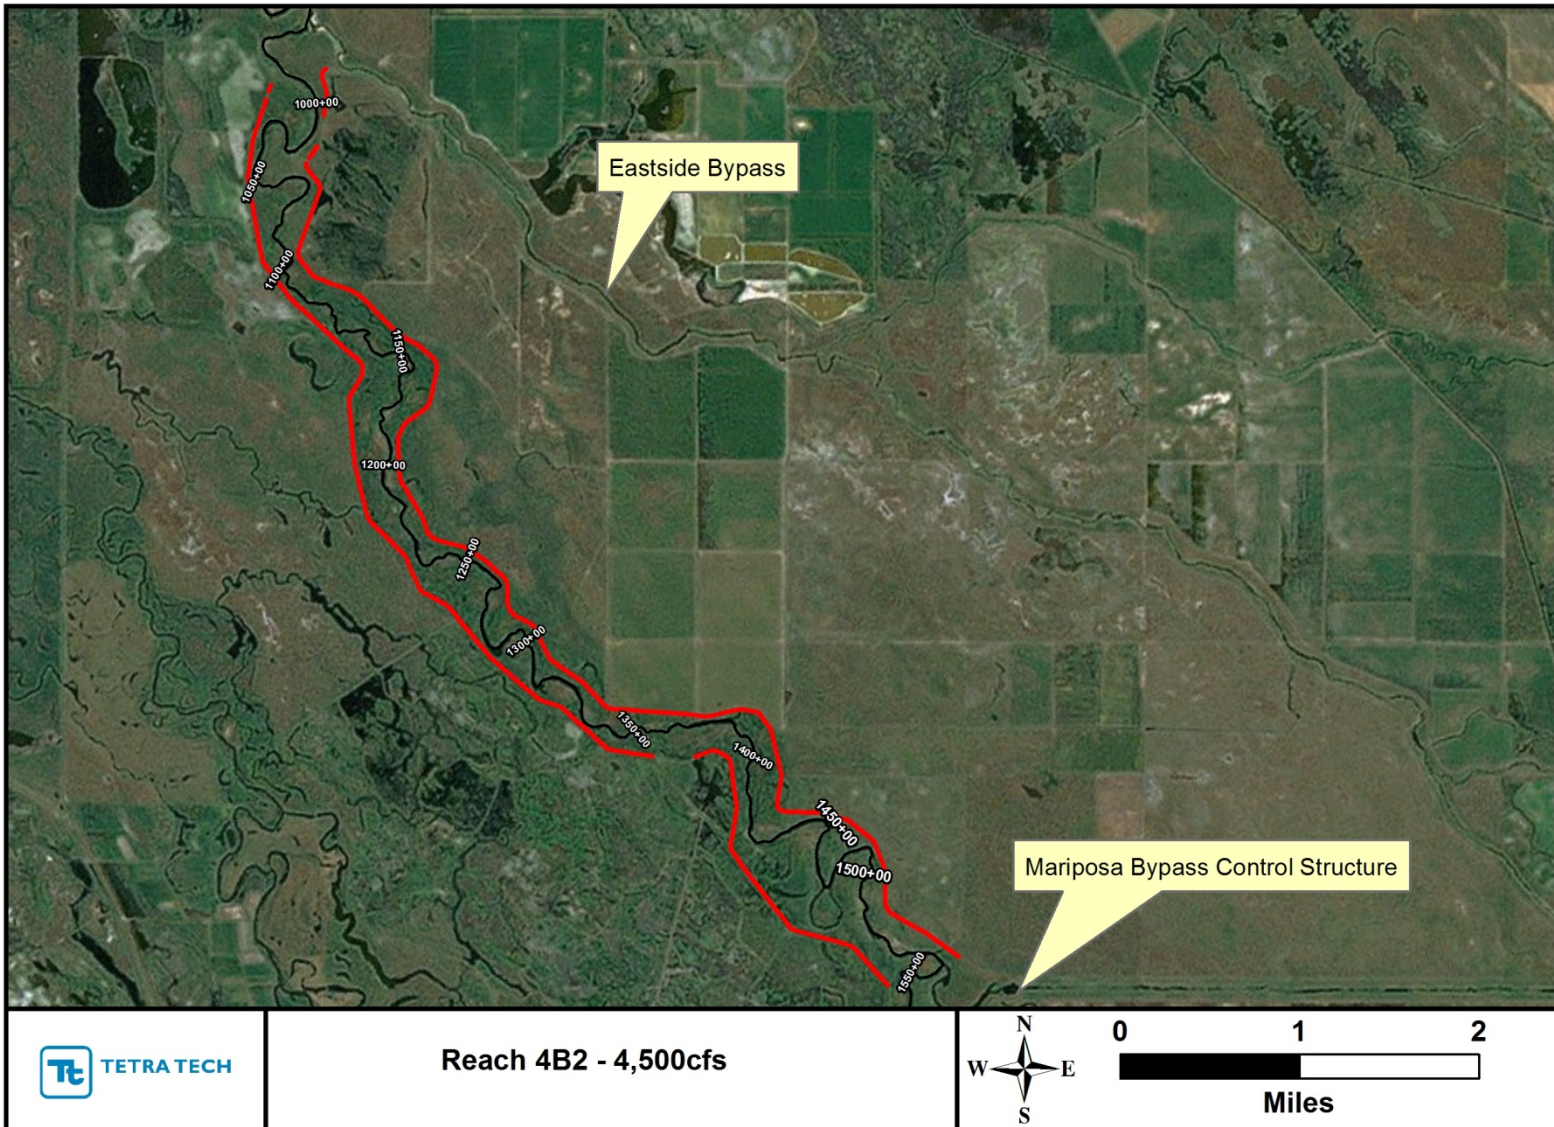 1000+00
Eastside Bypass
1050+00
1100+00
1150+00
1200+00
1250+00
1300+00
1350+00
1400+00
1450+00
1500+00
Mariposa Bypass Control Structure
1550+00
Tt TETRA TECH
Reach 4B2 - 4,500cfs
N
W E
S
0 1 2
Miles